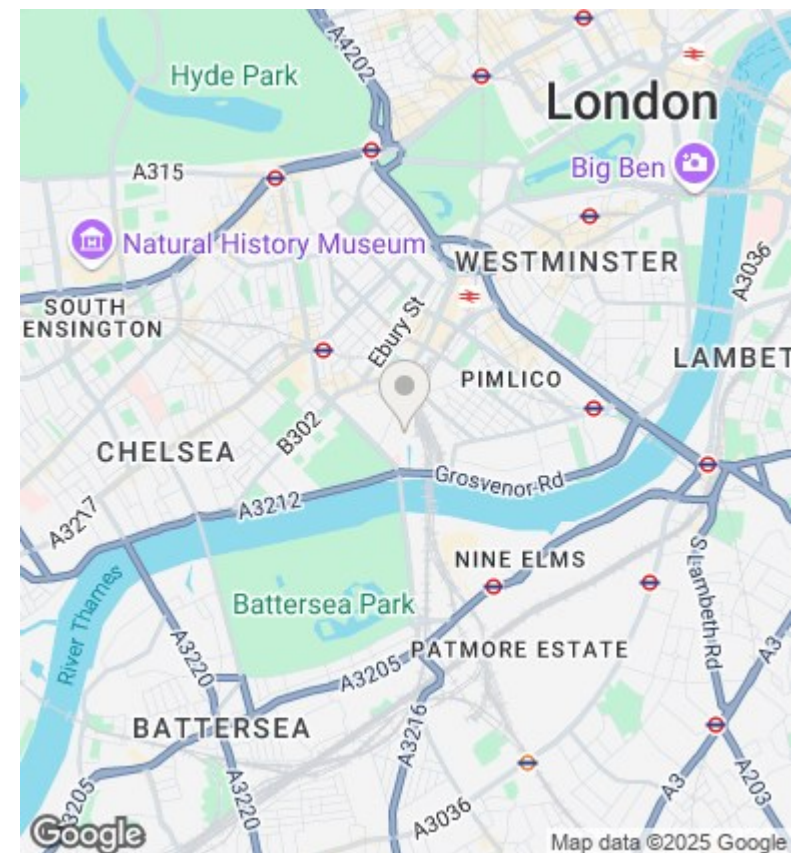 A4202
Hyde Park
London
A315
Big Ben
Natural History Museum
WESTMINSTER
A3036
SOUTH
ENSINGTON
Ebury St
LAMBET
PIMLICO
B302
CHELSEA
Grosvenor Rd
A3212
A3217
NINE ELMS
S Lambeth Rd
River Thames
Battersea Park
A3220
PATMORE ESTATE
A3205
A3
BATTERSEA
A3216
A3205
A3220
A3036
A3
A203
Google
Map data ©2025 Google